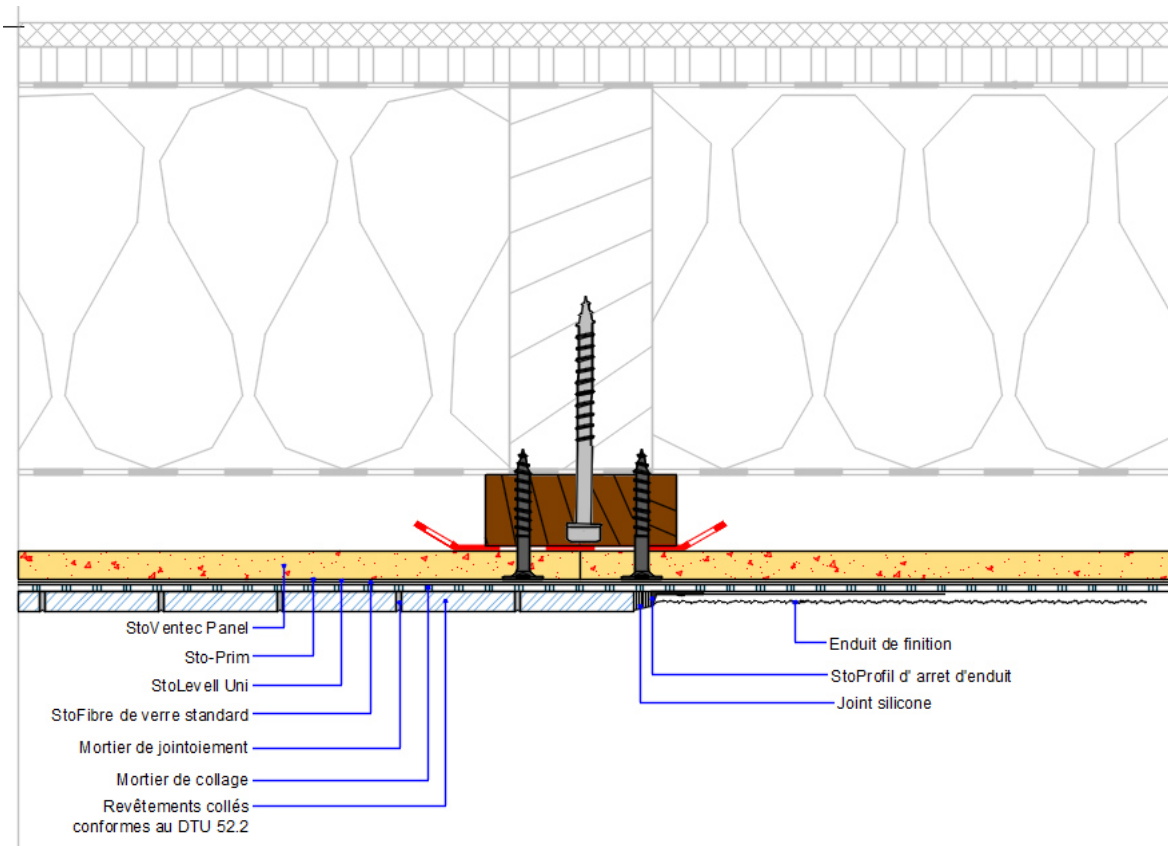 StoVentec Panel
Sto-Prim
StoLevell Uni
StoFibre de verre standard
Mortier de jointoiement
Mortier de collage
Revêtements collés
conformes au DTU 52.2
Enduit de finition
StoProfil d' arret d'enduit
Joint silicone